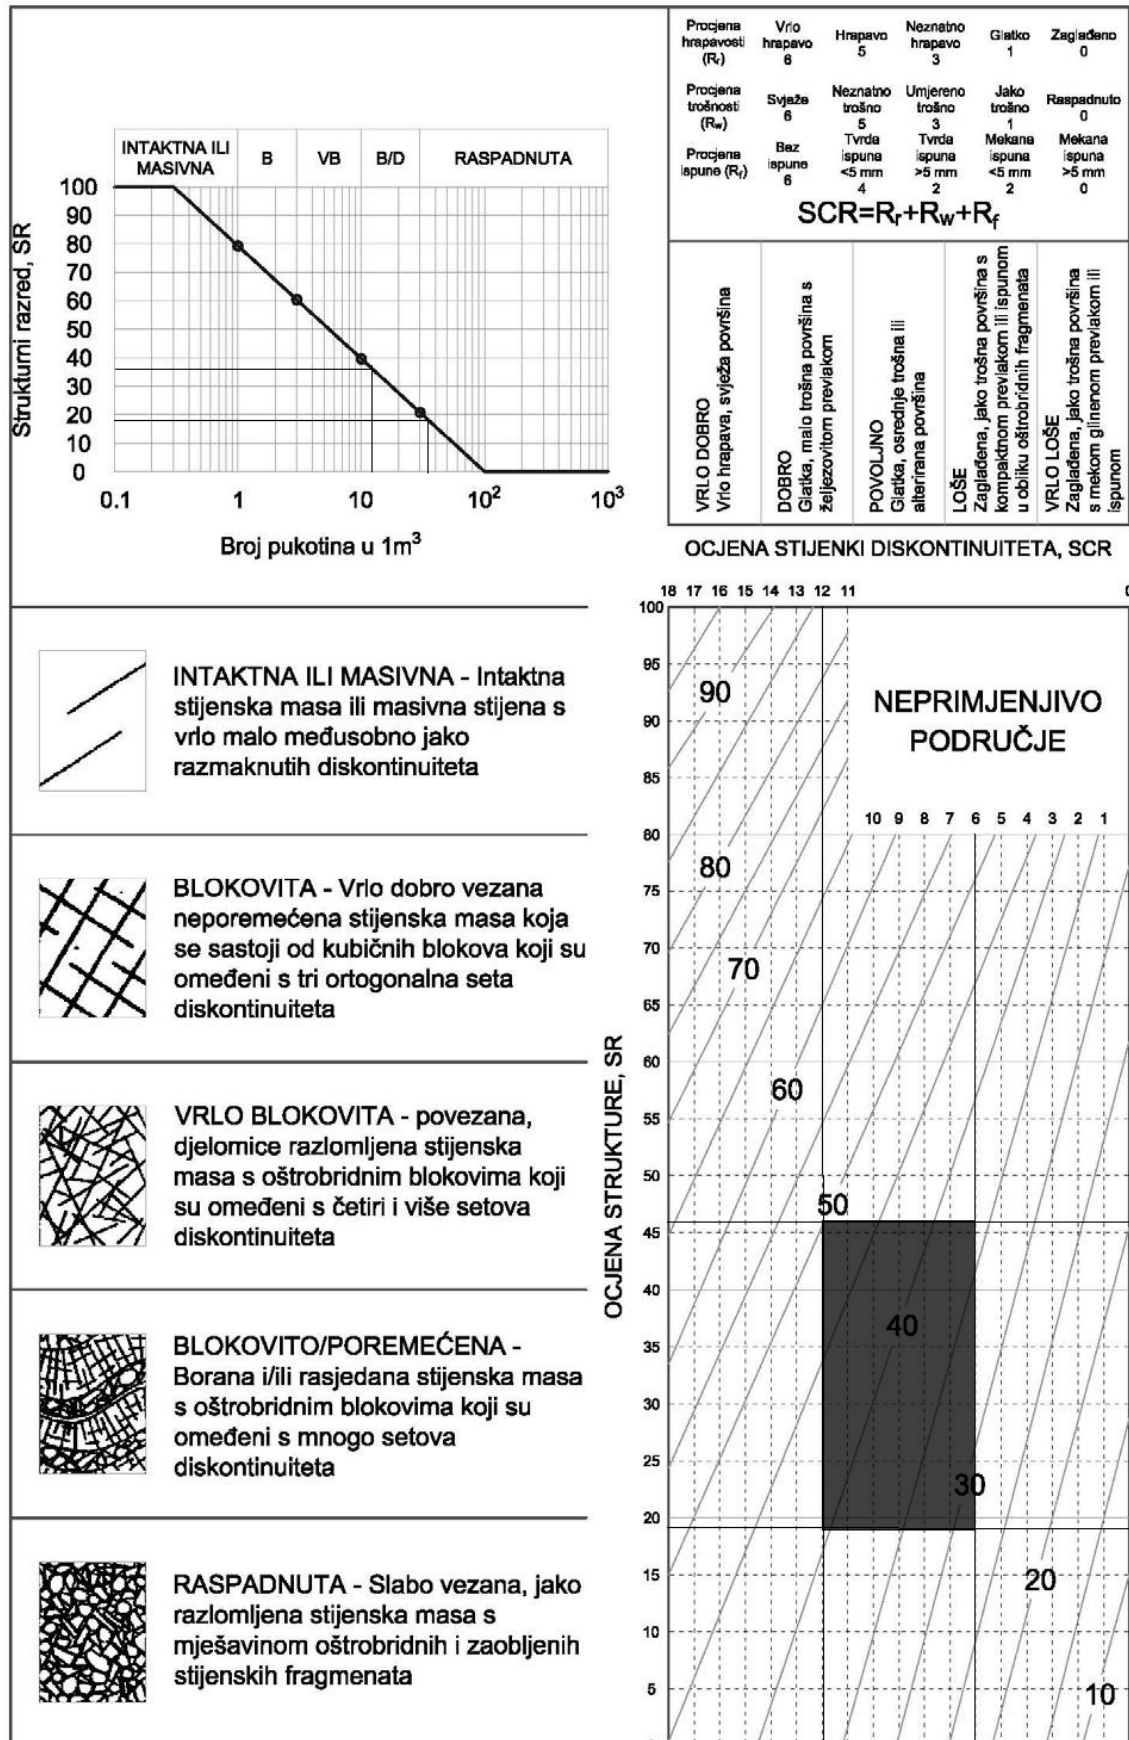 Procjena hrapavosti (Rr) Vrlo hrapavo 6 Hrapavo 5 Neznatno hrapavo 3 Glatko 1 Zaglađeno 0
Procjena trošnosti (Rw) Svježe 6 Neznatno trošno 5 Umjereno trošno 3 Jako trošno 1 Raspadnuto 0
Procjena ispune (Rf) Bez ispune 6 Tvrda ispuna <5 mm 4 Tvrda ispuna >5 mm 2 Mekana ispuna <5 mm 2 Mekana ispuna >5 mm 0
SCR=Rr+Rw+Rf
INTAKTNA ILI MASIVNA B VB B/D RASPADNUTA
Strukturni razred, SR
100
90
80
70
60
50
40
30
20
10
0
0.1 1 10 10² 10³
Broj pukotina u 1m³
VRLO DOBRO
Vrlo hrapava, svježa površina
DOBRO
Glatka, malo trošna površina s
željezovitom prevlakom
POVOLJNO
Glatka, osrednje trošna ili
alterirana površina
LOŠE
Zaglađena, jako trošna površina s
kompaktnom prevlakom ili ispunom
u obliku oštrobridnih fragmenata
VRLO LOŠE
Zaglađena, jako trošna površina
s mekom glinenom prevlakom ili
ispunom
OCJENA STIJENKI DISKONTINUITETA, SCR
INTAKTNA ILI MASIVNA - Intaktna
stijenska masa ili masivna stijena s
vrlo malo međusobno jako
razmaknutih diskontinuiteta
BLOKOVITA - Vrlo dobro vezana
neporemećena stijenska masa koja
se sastoji od kubičnih blokova koji su
omeđeni s tri ortogonalna seta
diskontinuiteta
VRLO BLOKOVITA - povezana,
djelomice razlomljena stijenska
masa s oštrobridnim blokovima koji
su omeđeni s četiri i više setova
diskontinuiteta
BLOKOVITO/POREMEĆENA -
Borana i/ili rasjedana stijenska masa
s oštrobridnim blokovima koji su
omeđeni s mnogo setova
diskontinuiteta
RASPADNUTA - Slabo vezana, jako
razlomljena stijenska masa s
mješavinom oštrobridnih i zaobljenih
stijenskih fragmenata
OCJENA STRUKTURE, SR
18 17 16 15 14 13 12 11
100
95
90
85
80
75
70
65
60
55
50
45
40
35
30
25
20
15
10
5
NEPRIMJENJIVO
PODRUČJE
10 9 8 7 6 5 4 3 2 1
90
80
70
60
50
40
30
20
10